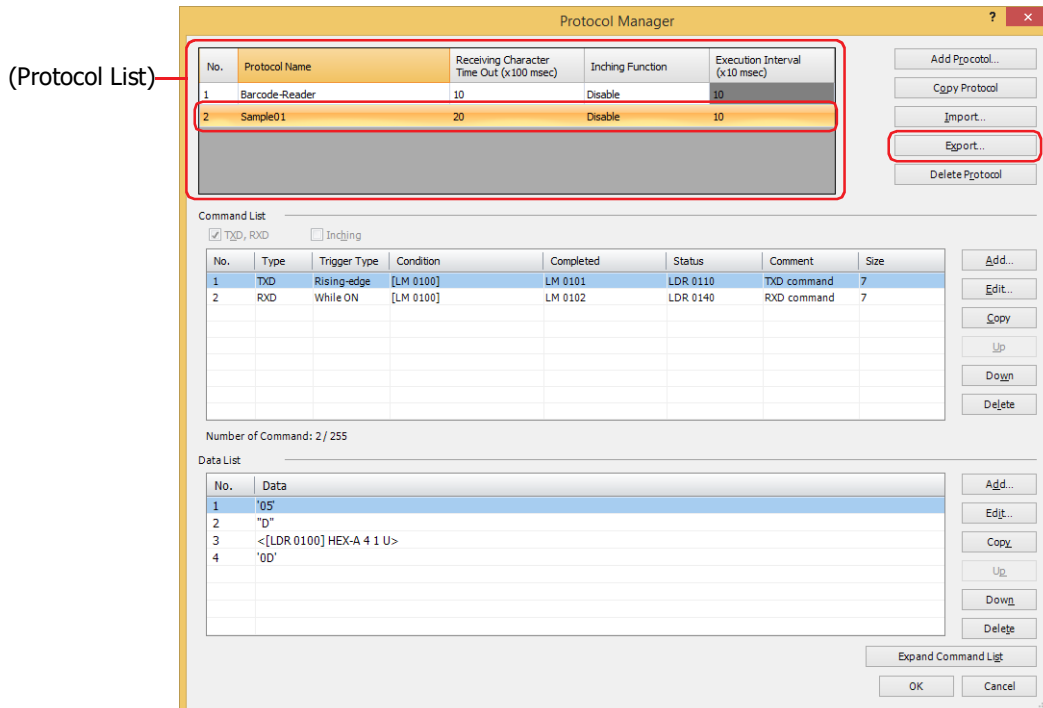 Protocol Manager
?
(Protocol List)
No. Protocol Name Receiving Character Time Out (x100 msec) Inching Function Execution Interval (x10 msec)
1 Barcode-Reader 10 Disable 10
2 Sample01 20 Disable 10
Add Procotol...
Copy Protocol
Import...
Export...
Delete Protocol
Command List
TXD, RXD Inching
No. Type Trigger Type Condition Completed Status Comment Size
1 TXD Rising-edge [LM 0100] LM 0101 LDR 0110 TXD command 7
2 RXD While ON [LM 0100] LM 0102 LDR 0140 RXD command 7
Add...
Edit...
Copy
Up
Down
Delete
Number of Command: 2 / 255
Data List
No. Data
1 '05'
2 "D"
3 <[LDR 0100] HEX-A 4 1 U>
4 '0D'
Add...
Edit...
Copy
Up
Down
Delete
Expand Command List
OK Cancel